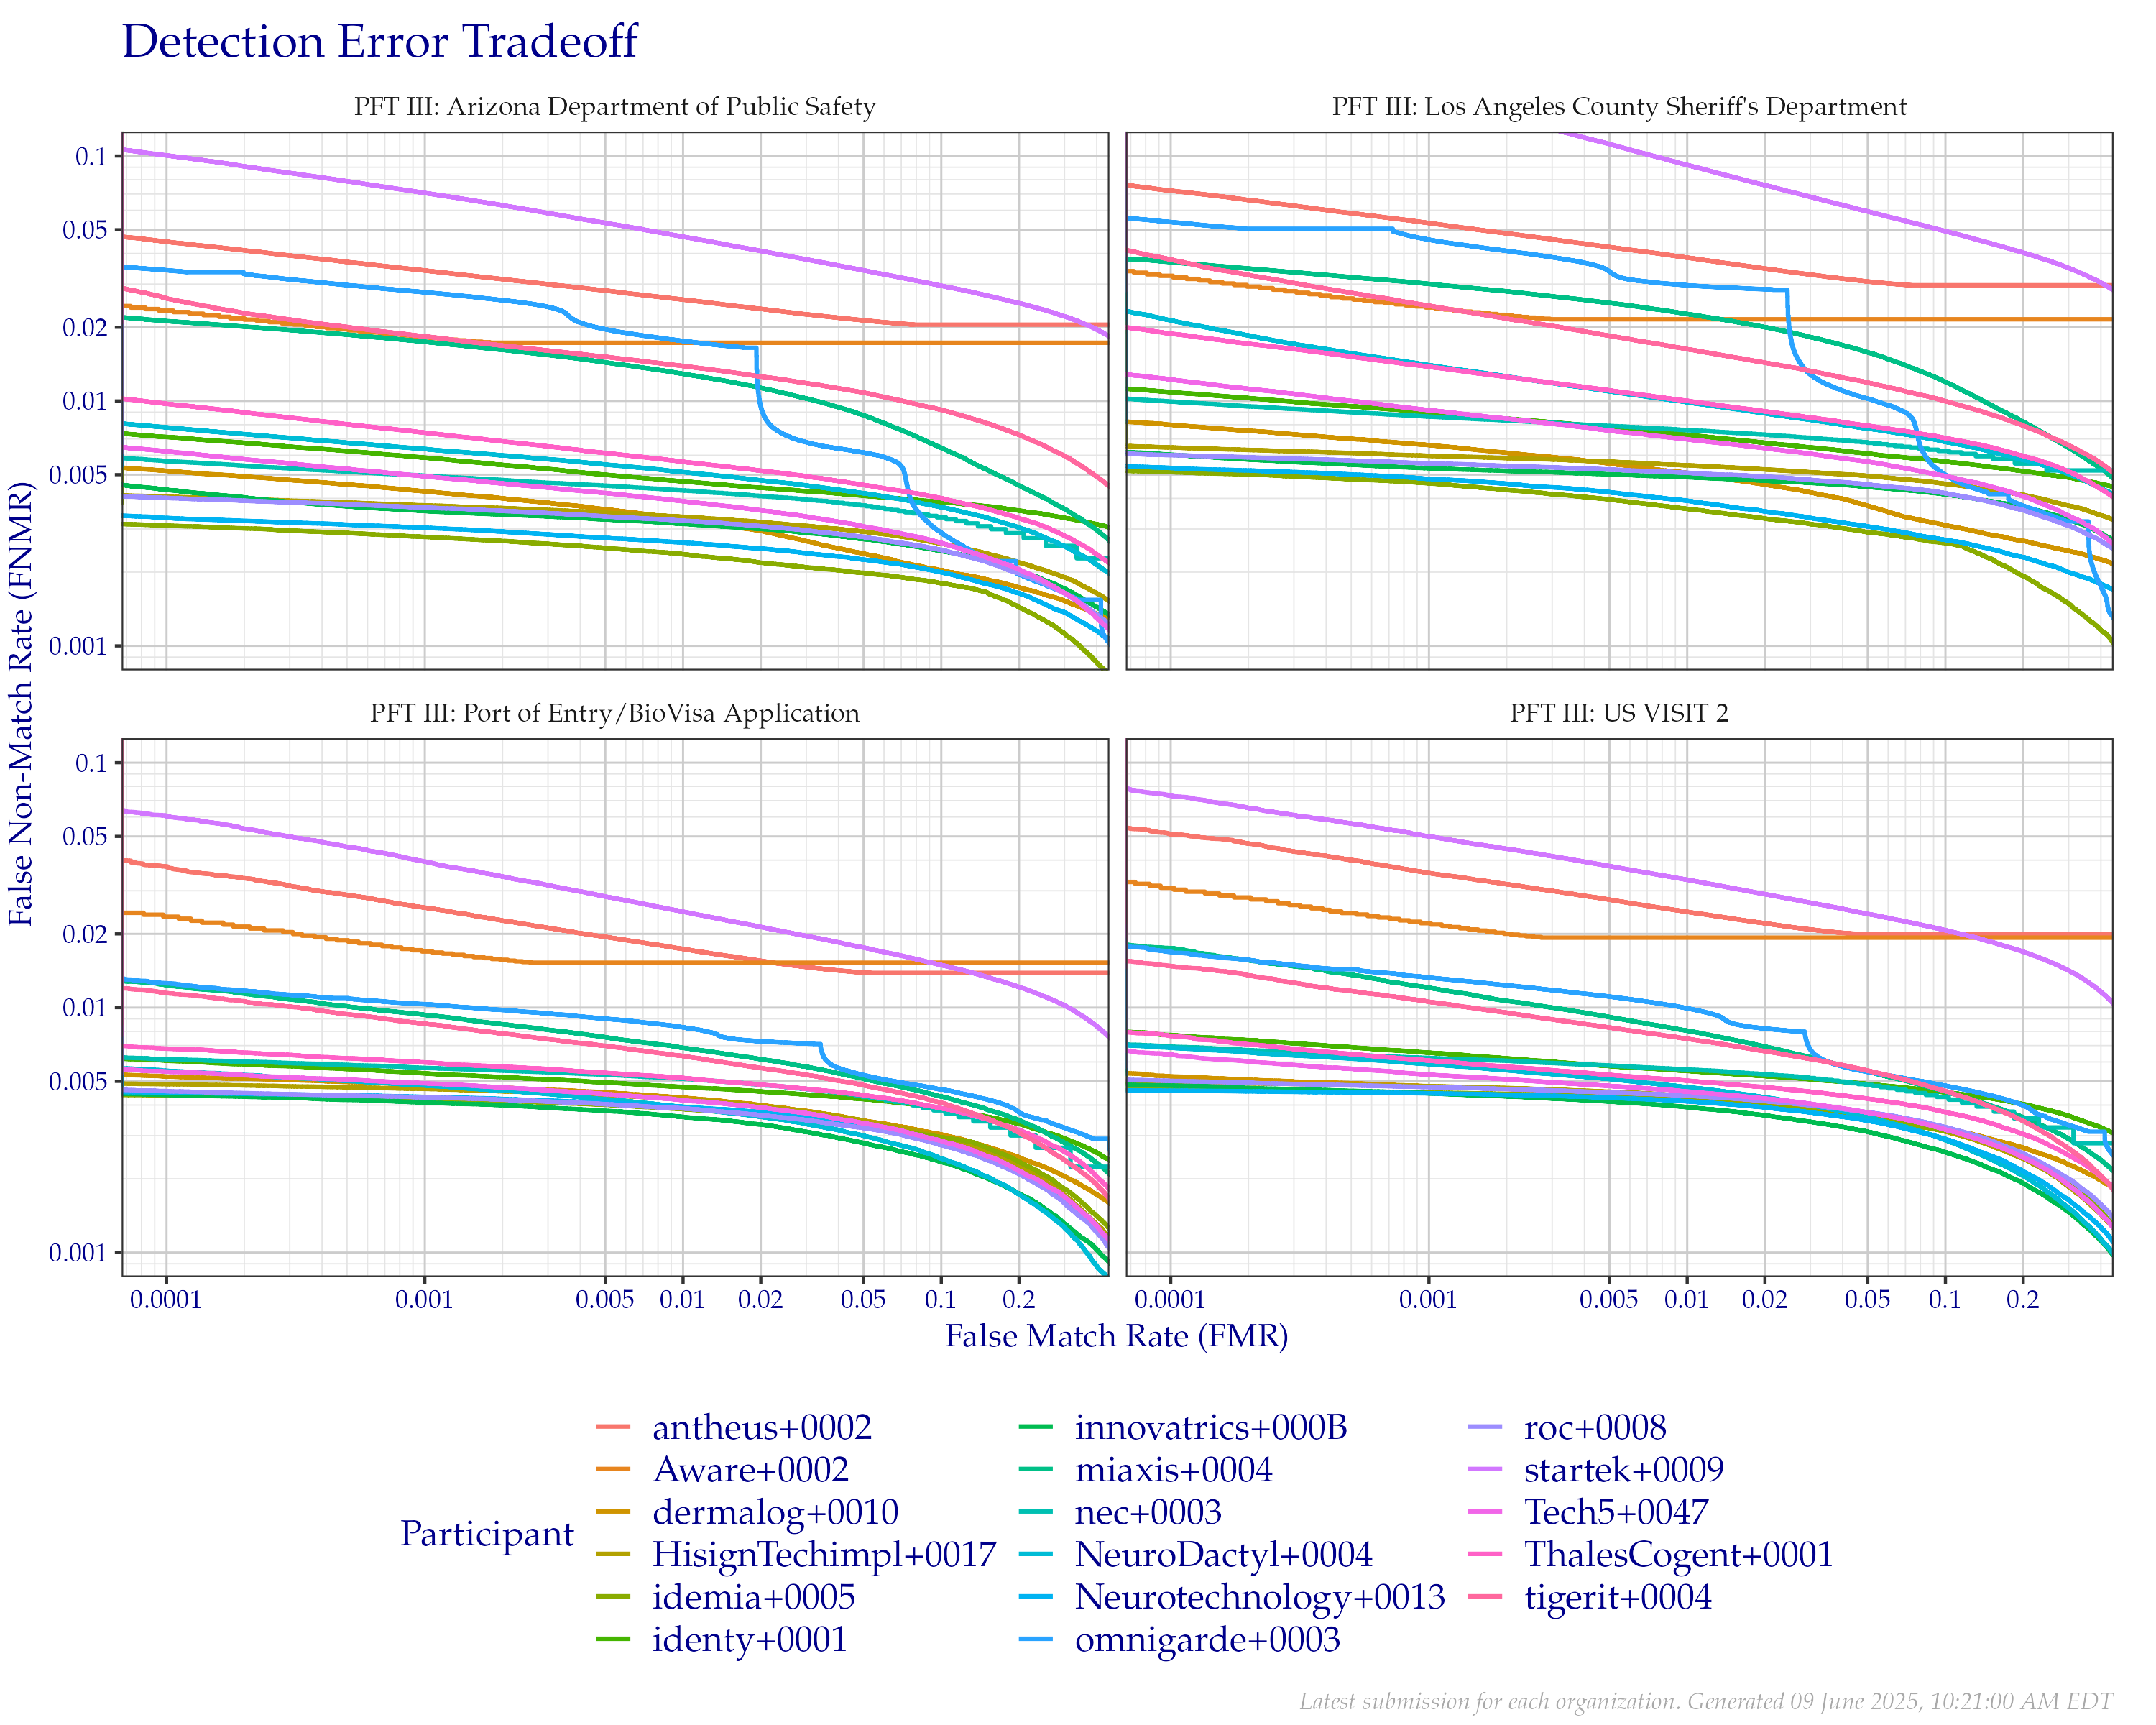 Detection Error Tradeoff
PFT III: Arizona Department of Public Safety
PFT III: Los Angeles County Sheriff's Department
0.1
0.05
0.02
0.01
0.005
0.001
False Non-Match Rate (FNMR)
PFT III: Port of Entry/BioVisa Application
PFT III: US VISIT 2
0.1
0.05
0.02
0.01
0.005
0.001
0.0001 0.001 0.005 0.01 0.02 0.05 0.1 0.2
0.0001 0.001 0.005 0.01 0.02 0.05 0.1 0.2
False Match Rate (FMR)
Participant
antheus+0002
Aware+0002
dermalog+0010
HisignTechimpl+0017
idemia+0005
identy+0001
innovatrics+000B
miaxis+0004
nec+0003
NeuroDactyl+0004
Neurotechnology+0013
omnigarde+0003
roc+0008
startek+0009
Tech5+0047
ThalesCogent+0001
tigerit+0004
Latest submission for each organization. Generated 09 June 2025, 10:21:00 AM EDT